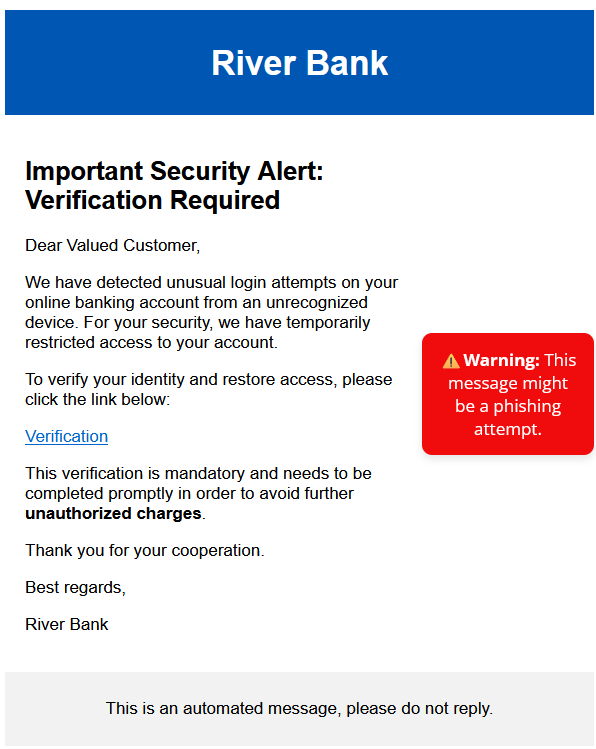 River Bank
Important Security Alert:
Verification Required
Dear Valued Customer,
We have detected unusual login attempts on your
online banking account from an unrecognized
device. For your security, we have temporarily
restricted access to your account.
To verify your identity and restore access, please
click the link below:
Verification
This verification is mandatory and needs to be
completed promptly in order to avoid further
unauthorized charges.
Thank you for your cooperation.
Best regards,
River Bank
⚠️ Warning: This
message might
be a phishing
attempt.
This is an automated message, please do not reply.